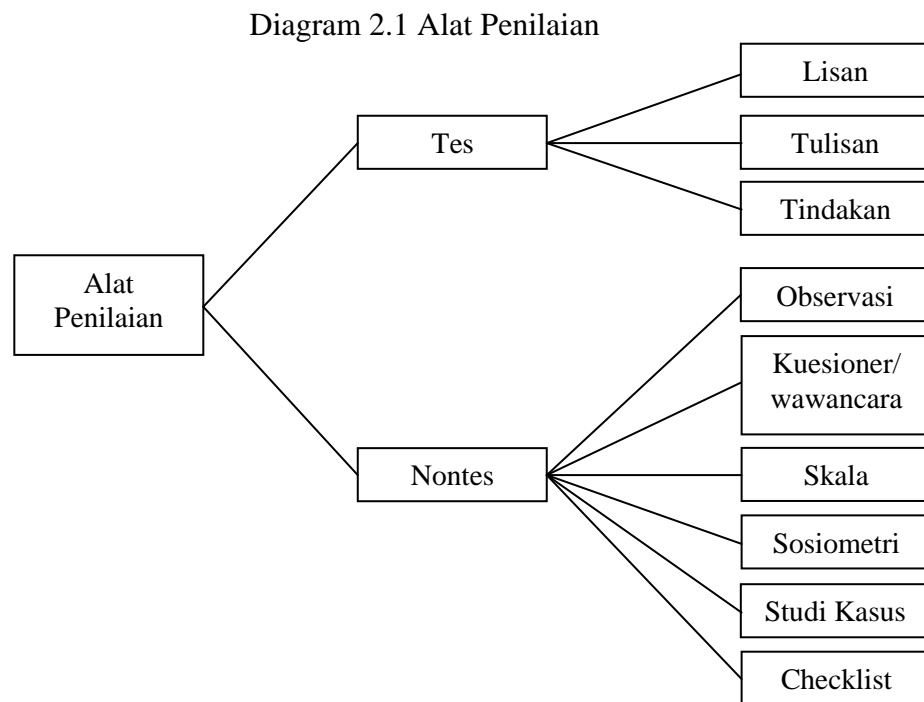 Diagram 2.1 Alat Penilaian
Alat
Penilaian
Tes
Lisan
Tulisan
Tindakan
Nontes
Observasi
Kuesioner/
wawancara
Skala
Sosiometri
Studi Kasus
Checklist